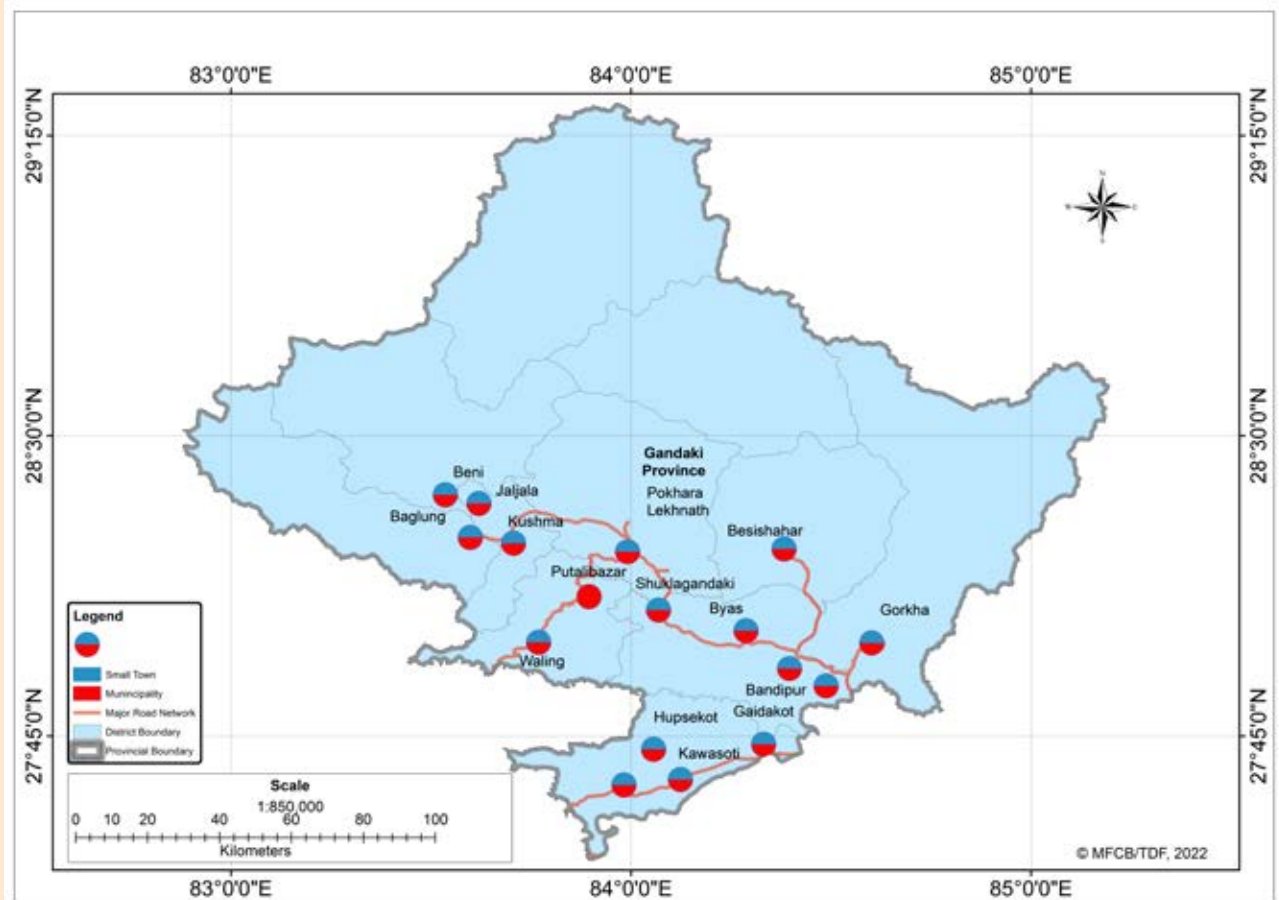 83°0'0"E 84°0'0"E 85°0'0"E
29°15'0"N 29°15'0"N
N
28°30'0"N 28°30'0"N
Gandaki
Province
Pokhara
Lekhnath
Beni
Jaljala
Baglung
Kushma
Besishahar
Putalibazar
Shuklagandaki
Byas
Gorkha
Waling
Bandipur
Hupsekot
Gaidakot
Kawasoti
27°45'0"N 27°45'0"N
Legend
Small Town
Munincipality
Major Road Network
District Boundary
Provincial Boundary
Scale
1:850,000
0 10 20 40 60 80 100
Kilometers
© MFCB/TDF, 2022
83°0'0"E 84°0'0"E 85°0'0"E